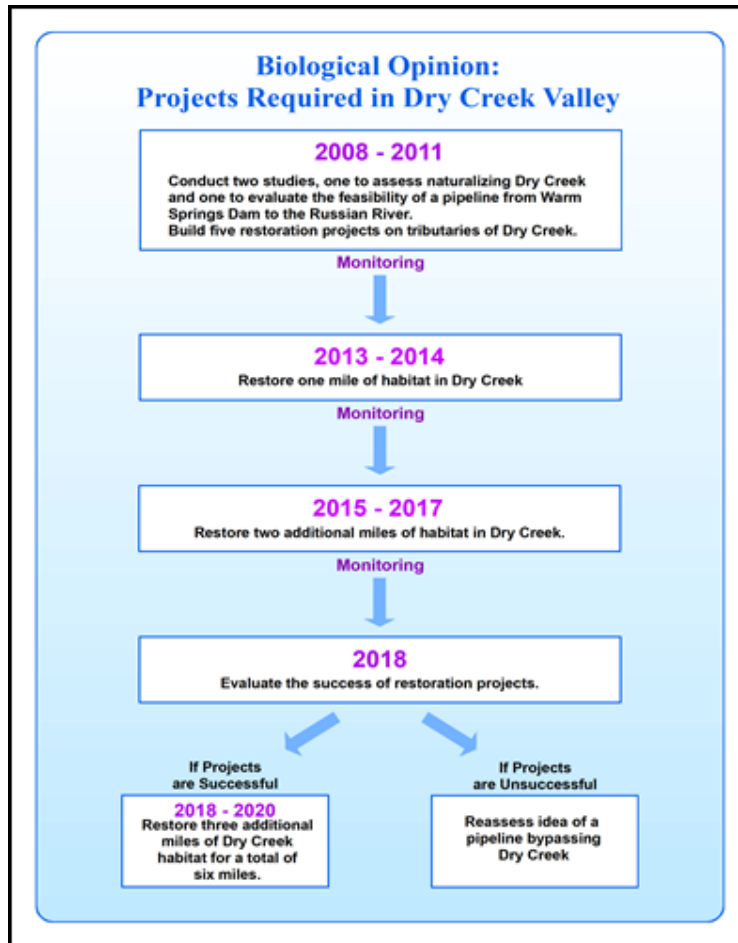 Biological Opinion:
Projects Required in Dry Creek Valley
2008 - 2011
Conduct two studies, one to assess naturalizing Dry Creek
and one to evaluate the feasibility of a pipeline from Warm
Springs Dam to the Russian River.
Build five restoration projects on tributaries of Dry Creek.
Monitoring
2013 - 2014
Restore one mile of habitat in Dry Creek
Monitoring
2015 - 2017
Restore two additional miles of habitat in Dry Creek.
Monitoring
2018
Evaluate the success of restoration projects.
If Projects
are Successful
2018 - 2020
Restore three additional
miles of Dry Creek
habitat for a total of
six miles.
If Projects
are Unsuccessful
Reassess idea of a
pipeline bypassing
Dry Creek